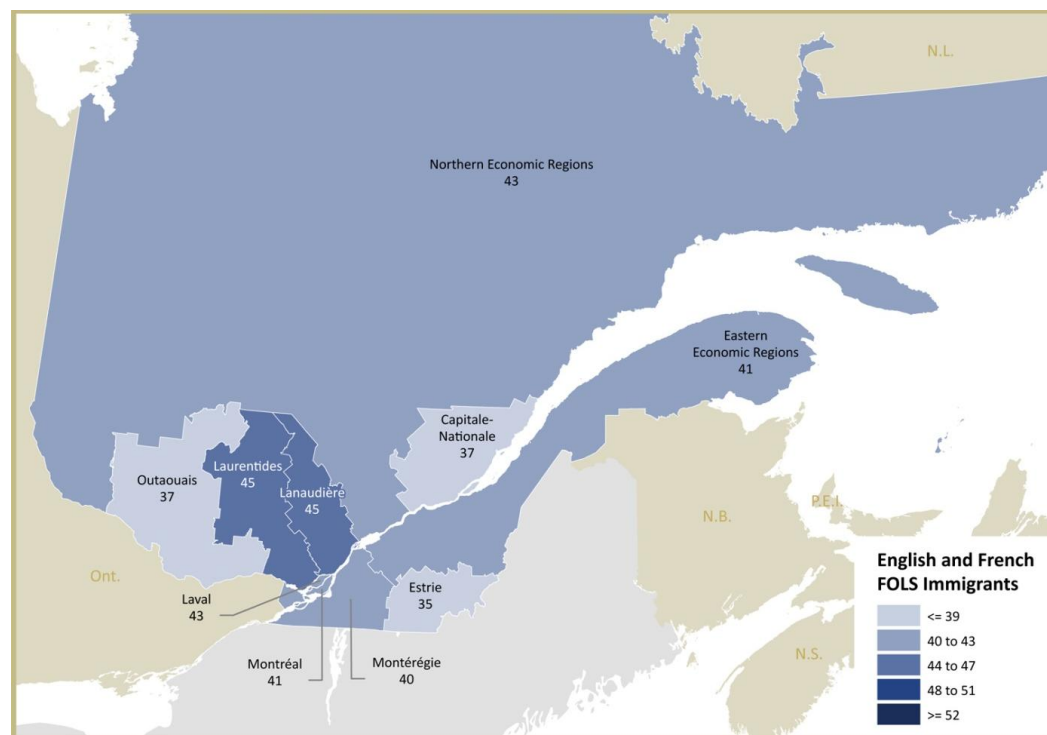 N.L.
Northern Economic Regions
43
Eastern
Economic Regions
41
Capitale-
Nationale
37
Laurentides
45
Outaouais
37
Lanaudière
45
P.E.I.
N.B.
Ont.
Estrie
35
Laval
43
Montréal
41
Montérégie
40
N.S.
English and French
FOLS Immigrants
<= 39
40 to 43
44 to 47
48 to 51
>= 52